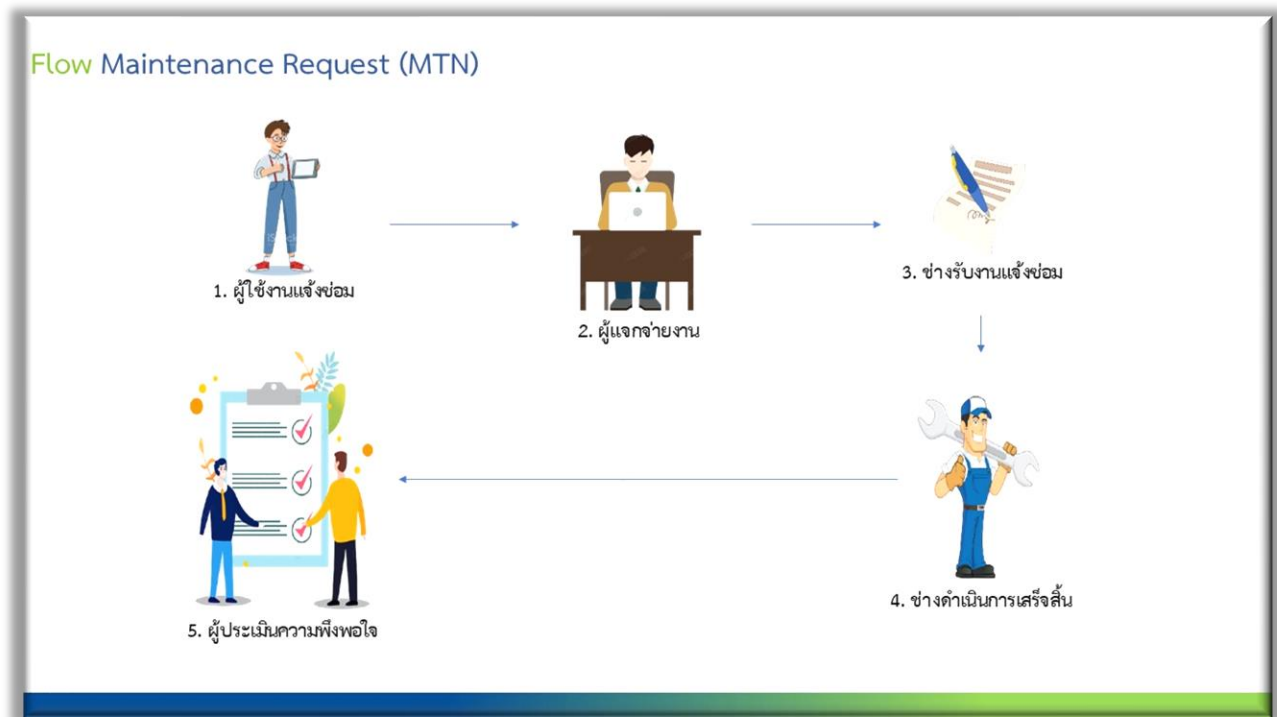 Flow Maintenance Request (MTN)
1. ผู้ใช้งานแจ้งซ่อม
2. ผู้แจกจ่ายงาน
3. ช่างรับงานแจ้งซ่อม
4. ช่างดำเนินการเสร็จสิ้น
5. ผู้ประเมินความพึงพอใจ